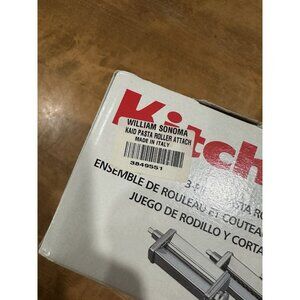 Kitch
WILLIAM SONOMA
KAID PASTA ROLLER ATTACH
MADE IN ITALY
3849551
ENSEMBLE DE ROULEAU ET COUTEA
JUEGO DE RODILLO Y CORTA